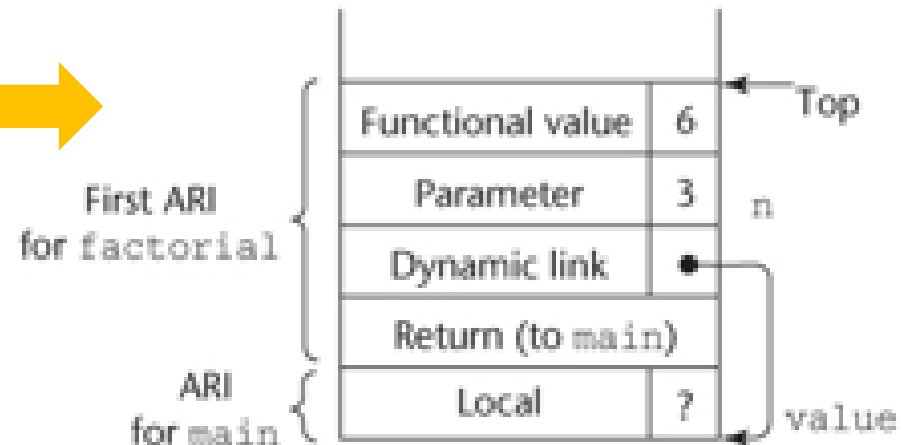 Top
Functional value 6
First ARI
for factorial
Parameter 3 n
Dynamic link
Return (to main)
ARI
for main
Local ? value